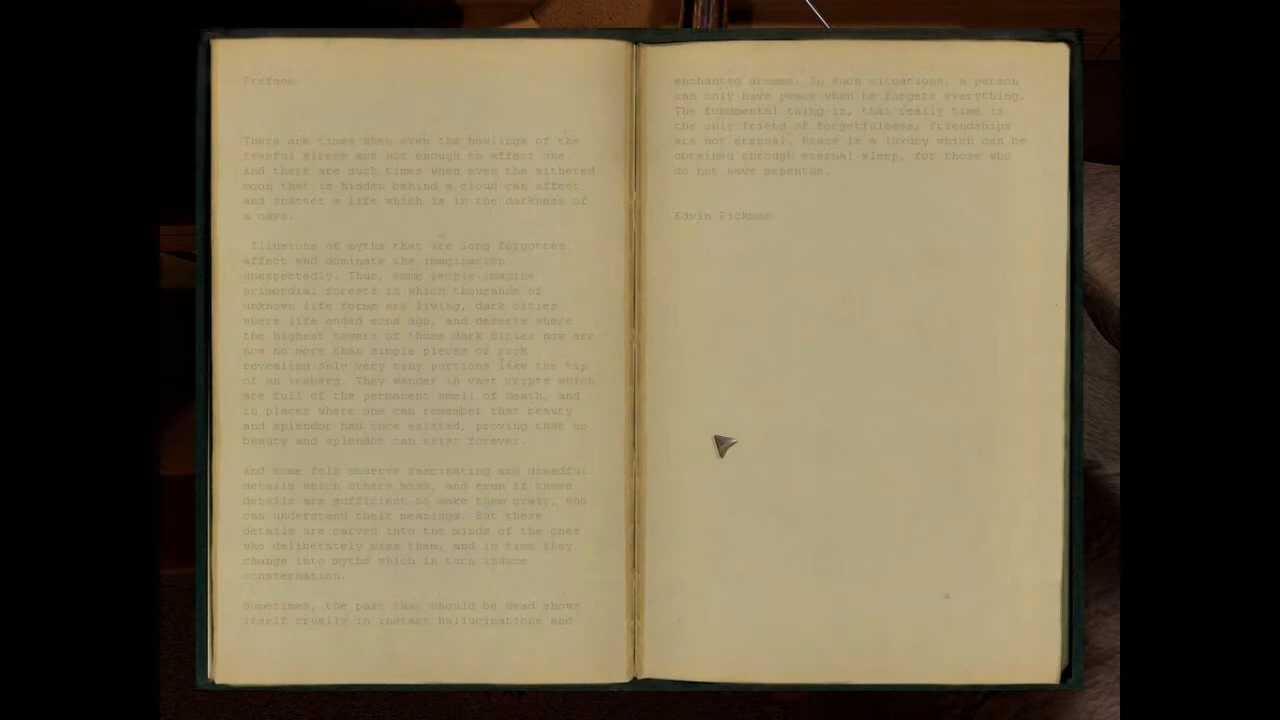 Preface
There are times when even the howlings of the
fearful sirens are not enough to affect one.
And there are such times when even the withered
moon that is hidden behind a cloud can affect
and shatter a life which is in the darkness of
a cave.
Illusions of myths that are long forgotten
affect and dominate the imagination
unexpectedly. Thus, some people imagine
primordial forests in which thousands of
unknown life forms are living, dark cities
where life ended eons ago, and deserts where
the highest towers of those dark cities now are
now no more than simple pieces of rock
revealing only very tiny portions like the tip
of an iceberg. They wander in vast crypts which
are full of the permanent smell of death, and
in places where one can remember that beauty
and splendor had once existed, proving that no
beauty and splendor can exist forever.
And some folk observe fascinating and dreadful
details which others miss, and even if these
details are sufficient to make them crazy, who
can understand their meanings. But these
details are carved into the minds of the ones
who deliberately miss them, and in time they
change into myths which in turn induce
consternation.
Sometimes, the past that should be dead shows
itself cruelly in instant hallucinations and
enchanted dreams. In such situations, a person
can only have peace when he forgets everything.
The fundmental thing is, that really time is
the only friend of forgetfulness; friendships
are not eternal. Peace is a luxury which can be
obtained through eternal sleep, for those who
do not have nepenthe.
Edvin Pickman